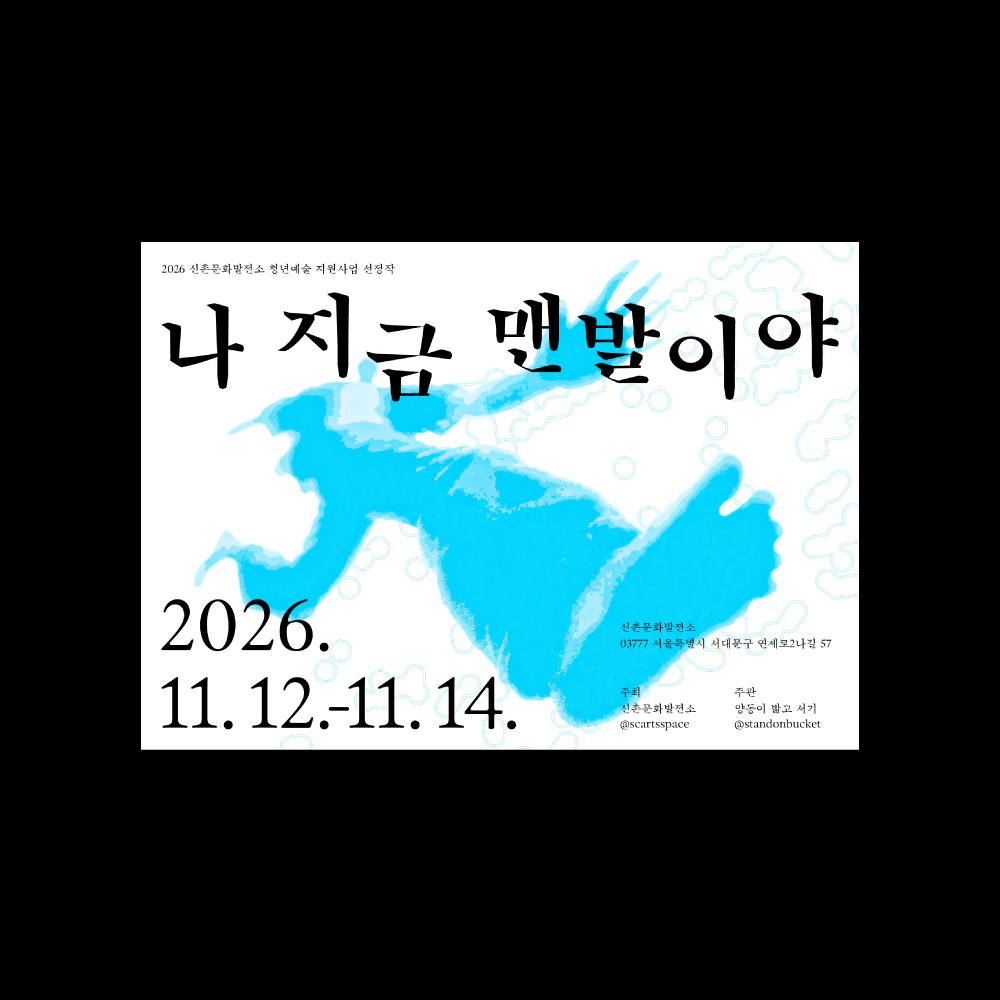 2026 신촌문화발전소 청년예술 지원사업 선정작
나 지금 맨발이야
2026.
11. 12.-11. 14.
신촌문화발전소
03777 서울특별시 서대문구 연세로2나길 57
주최
신촌문화발전소
@scartsspace
주관
양동이 밟고 서기
@standonbucket